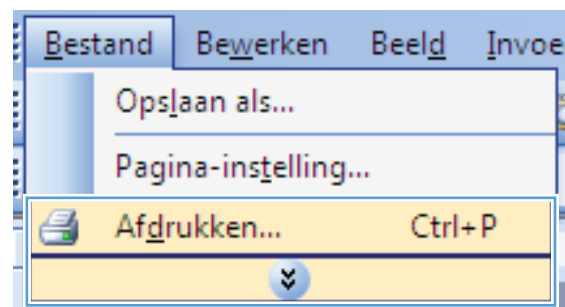 Bestand Bewerken Beeld Invoe
Opslaan als...
Pagina-instelling...
Afdrukken... Ctrl+P